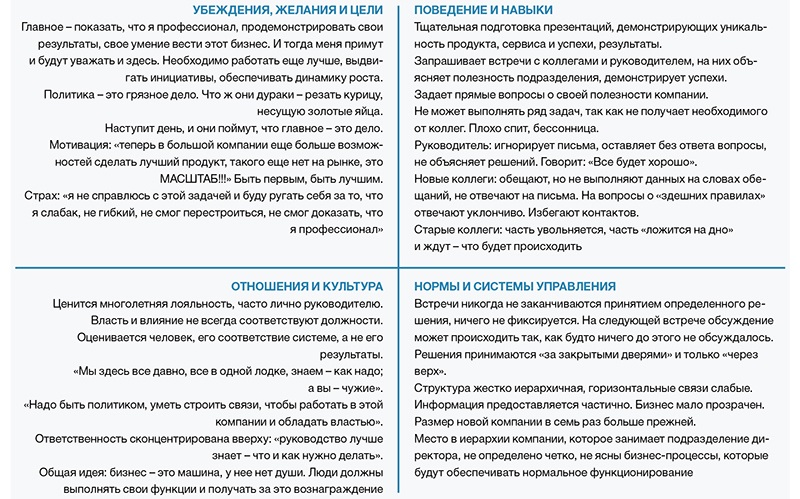 УБЕЖДЕНИЯ, ЖЕЛАНИЯ И ЦЕЛИ
Главное – показать, что я профессионал, продемонстрировать свои
результаты, свое умение вести этот бизнес. И тогда меня примут
и будут уважать и здесь. Необходимо работать еще лучше, выдви-
гать инициативы, обеспечивать динамику роста.
Политика – это грязное дело. Что ж они дураки – резать курицу,
несущую золотые яйца.
Наступит день, и они поймут, что главное – это дело.
Мотивация: «теперь в большой компании еще больше возмож-
ностей сделать лучший продукт, такого еще нет на рынке, это
МАСШТАБ!!!» Быть первым, быть лучшим.
Страх: «я не справлюсь с этой задачей и буду ругать себя за то, что
я слабак, не гибкий, не смог перестроиться, не смог доказать, что
я профессионал»
ПОВЕДЕНИЕ И НАВЫКИ
Тщательная подготовка презентаций, демонстрирующих уникаль-
ность продукта, сервиса и успехи, результаты.
Запрашивает встречи с коллегами и руководителем, на них объ-
ясняет полезность подразделения, демонстрирует успехи.
Задает прямые вопросы о своей полезности компании.
Не может выполнять ряд задач, так как не получает необходимого
от коллег. Плохо спит, бессонница.
Руководитель: игнорирует письма, оставляет без ответа вопросы,
не объясняет решений. Говорит: «Все будет хорошо».
Новые коллеги: обещают, но не выполняют данных на словах обе-
щаний, не отвечают на письма. На вопросы о «здешних правилах»
отвечают уклончиво. Избегают контактов.
Старые коллеги: часть увольняется, часть «ложится на дно»
и ждут – что будет происходить
ОТНОШЕНИЯ И КУЛЬТУРА
Ценится многолетняя лояльность, часто лично руководителю.
Власть и влияние не всегда соответствуют должности.
Оценивается человек, его соответствие системе, а не его
результаты.
«Мы здесь все давно, все в одной лодке, знаем – как надо;
а вы – чужие».
«Надо быть политиком, уметь строить связи, чтобы работать в этой
компании и обладать властью».
Ответственность сконцентрирована вверху: «руководство лучше
знает – что и как нужно делать».
Общая идея: бизнес – это машина, у нее нет души. Люди должны
выполнять свои функции и получать за это вознаграждение
НОРМЫ И СИСТЕМЫ УПРАВЛЕНИЯ
Встречи никогда не заканчиваются принятием определенного ре-
шения, ничего не фиксируется. На следующей встрече обсуждение
может происходит так, как будто ничего до этого не обсуждалось.
Решения принимаются «за закрытыми дверями» и только «через
верх».
Структура жестко иерархичная, горизонтальные связи слабые.
Информация предоставляется частично. Бизнес мало прозрачен.
Размер новой компании в семь раз больше прежней.
Место в иерархии компании, которое занимает подразделение ди-
ректора, не определено четко, не ясны бизнес-процессы, которые
будут обеспечивать нормальное функционирование